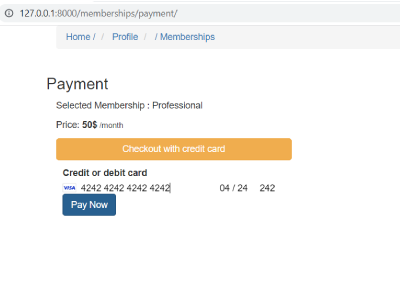 127.0.0.1:8000/memberships/payment/
Home / / Profile / / Memberships
Payment
Selected Membership : Professional
Price: 50$ /month
Checkout with credit card
Credit or debit card
VISA 4242 4242 4242 4242 04 / 24 242
Pay Now